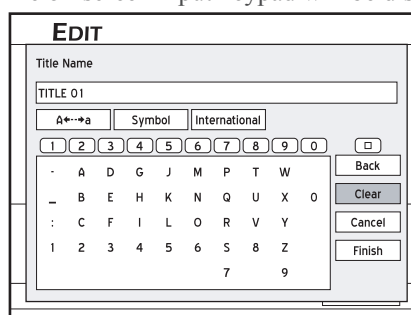 EDIT
Title Name
TITLE 01
A←--→a Symbol International
1 2 3 4 5 6 7 8 9 0
- A D G J M P T W Back
_ B E H K N Q U X 0 Clear
: C F I L O R V Y Cancel
1 2 3 4 5 6 S 8 Z Finish
7 9